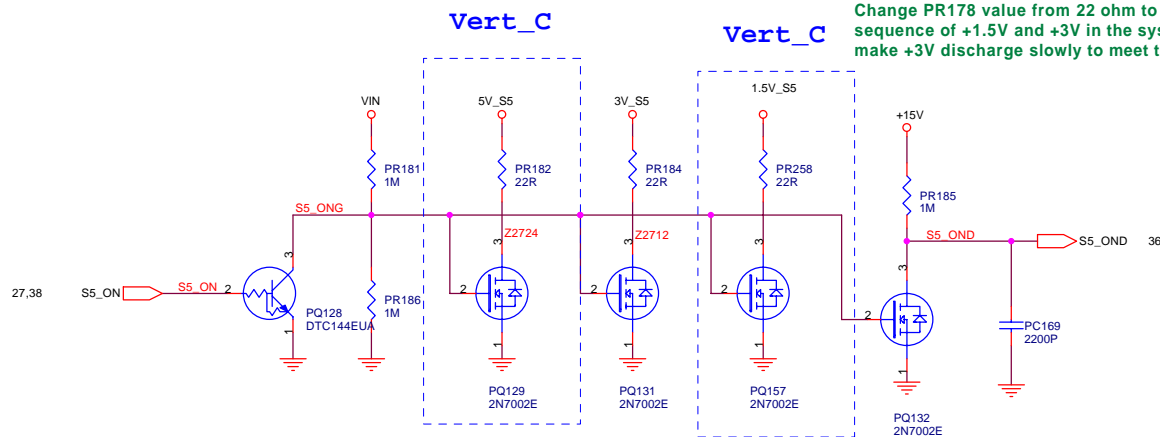 Change PR178 value from 22 ohm to
sequence of +1.5V and +3V in the sys
make +3V discharge slowly to meet t
Vert_C
Vert_C
VIN
5V_S5
3V_S5
1.5V_S5
+15V
PR181
1M
PR182
22R
PR184
22R
PR258
22R
PR185
1M
S5_ONG
3
Z2724
3
Z2712
3
3
S5_OND
S5_OND
36
3
27,38
S5_ON
S5_ON
2
PQ128
DTC144EUA
1
PR186
1M
2
1
2
1
2
1
2
1
PC169
2200P
PQ129
2N7002E
PQ131
2N7002E
PQ157
2N7002E
PQ132
2N7002E